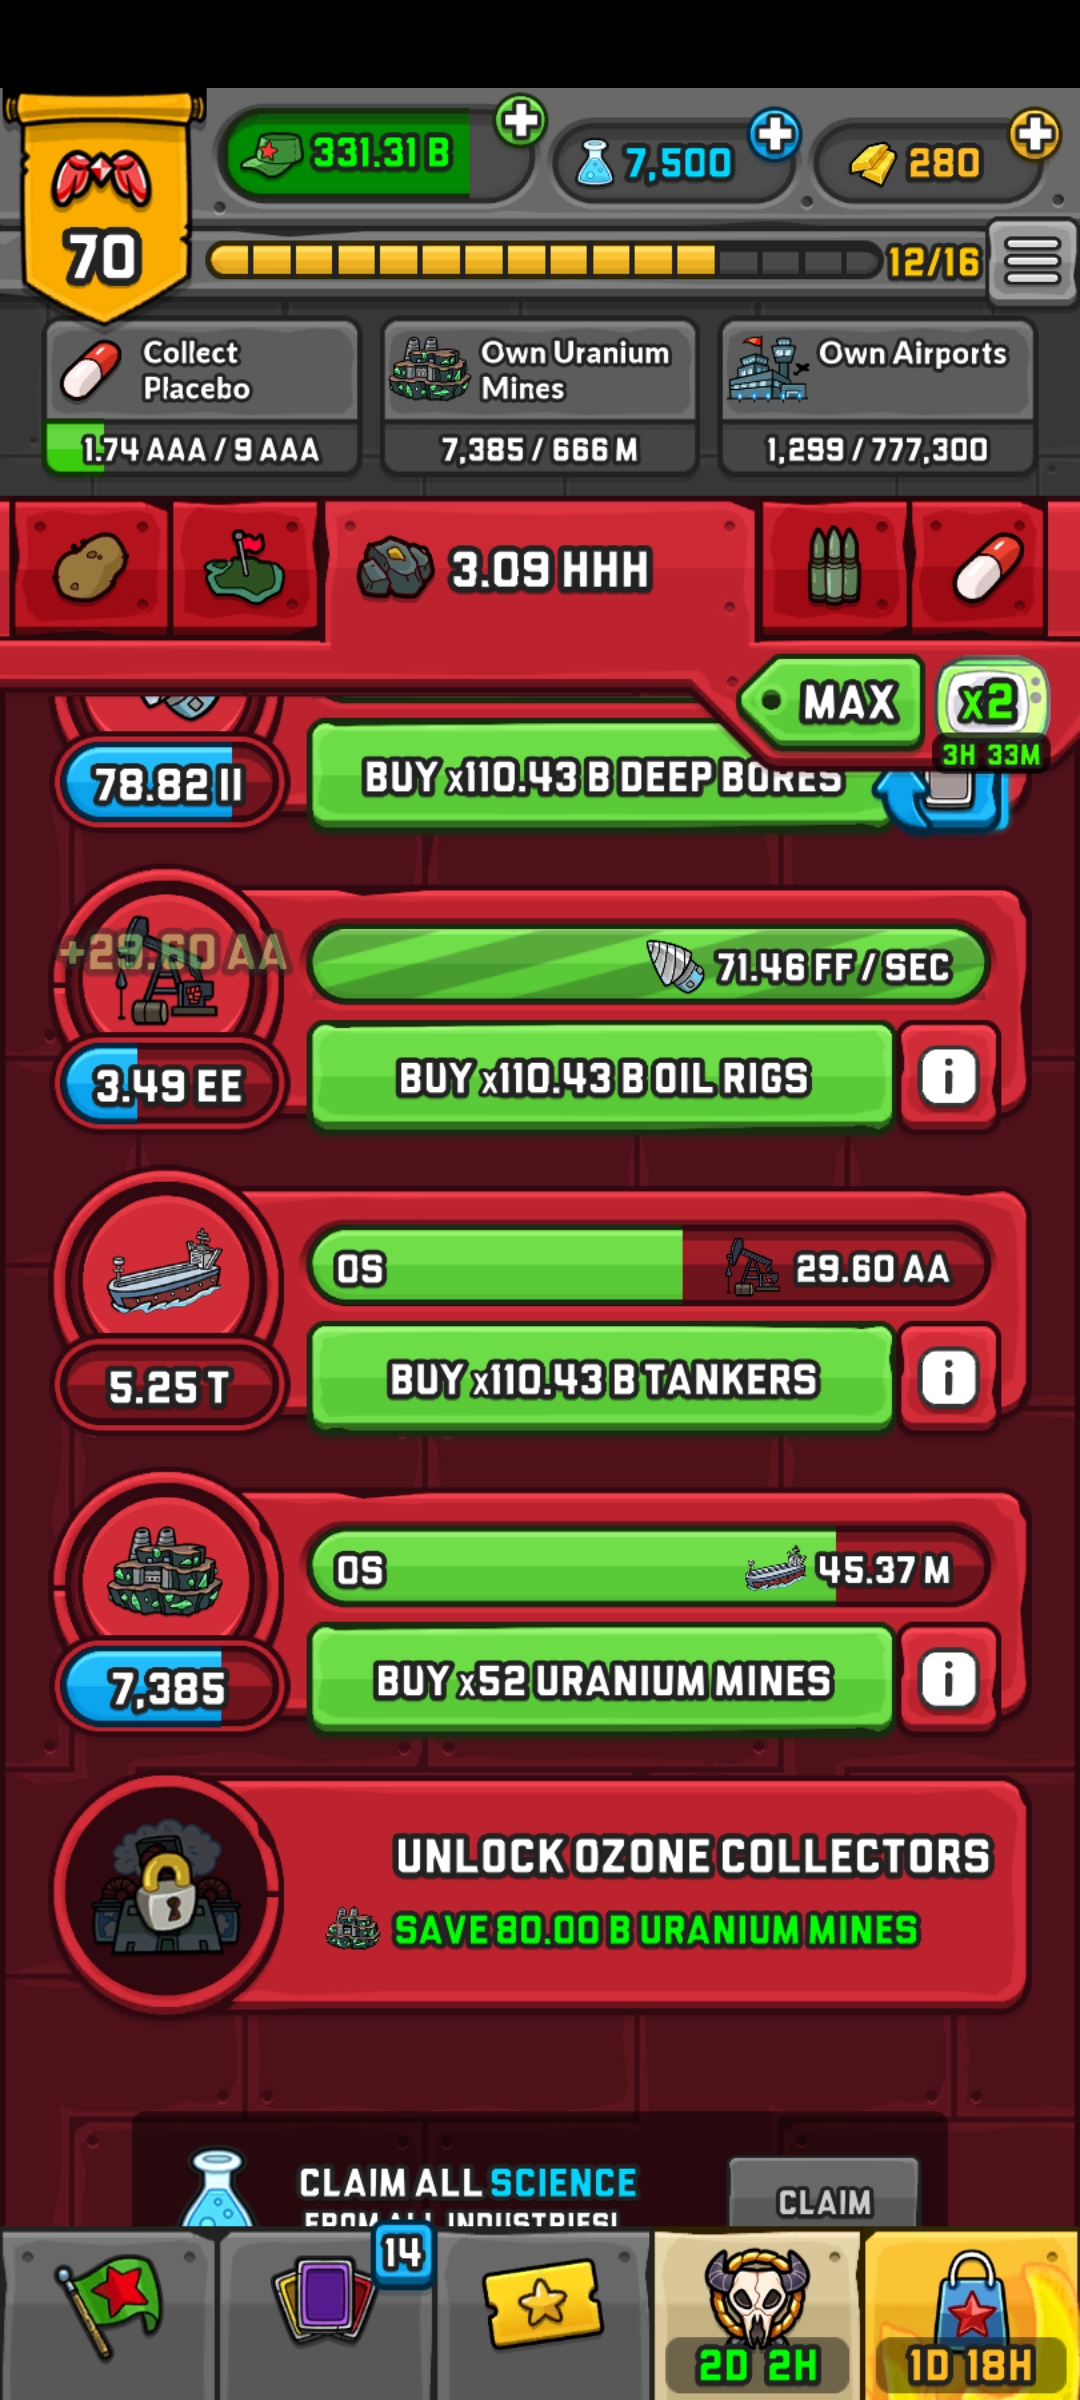 331.31 B
7,500
280
70
12/16
Collect
Placebo
1.74 AAA / 9 AAA
Own Uranium
Mines
7,385 / 666 M
Own Airports
1,299 / 777,300
3.09 HHH
MAX
x2
3H 33M
78.82 II
BUY x110.43 B DEEP BORES
+29.60 AA
71.46 FF / SEC
3.49 EE
BUY x110.43 B OIL RIGS
i
0S
29.60 AA
5.25 T
BUY x110.43 B TANKERS
i
0S
45.37 M
7,385
BUY x52 URANIUM MINES
i
UNLOCK OZONE COLLECTORS
SAVE 80.00 B URANIUM MINES
CLAIM ALL SCIENCE
FROM ALL INDUSTRIES!
CLAIM
14
2D 2H
1D 18H